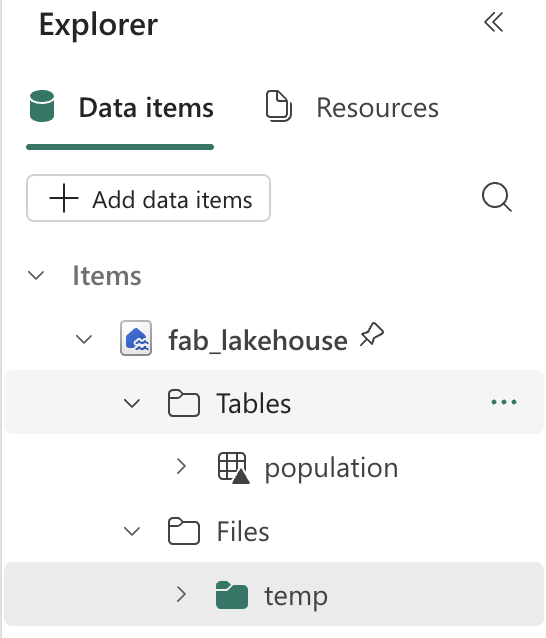 Explorer
Data items Resources
Add data items
Items
fab_lakehouse
Tables
population
Files
temp